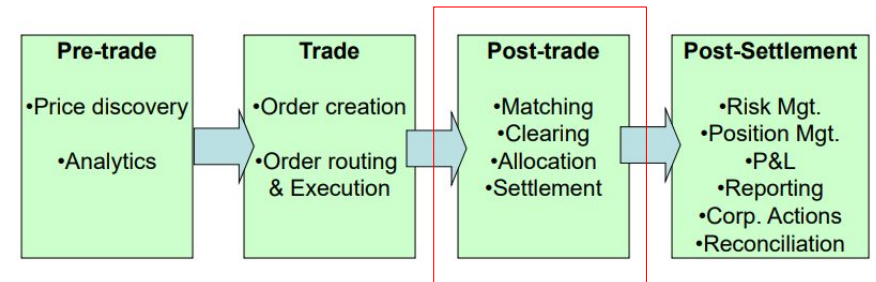 Pre-trade
•Price discovery
•Analytics
Trade
•Order creation
•Order routing
& Execution
Post-trade
•Matching
•Clearing
•Allocation
•Settlement
Post-Settlement
•Risk Mgt.
•Position Mgt.
•P&L
•Reporting
•Corp. Actions
•Reconciliation